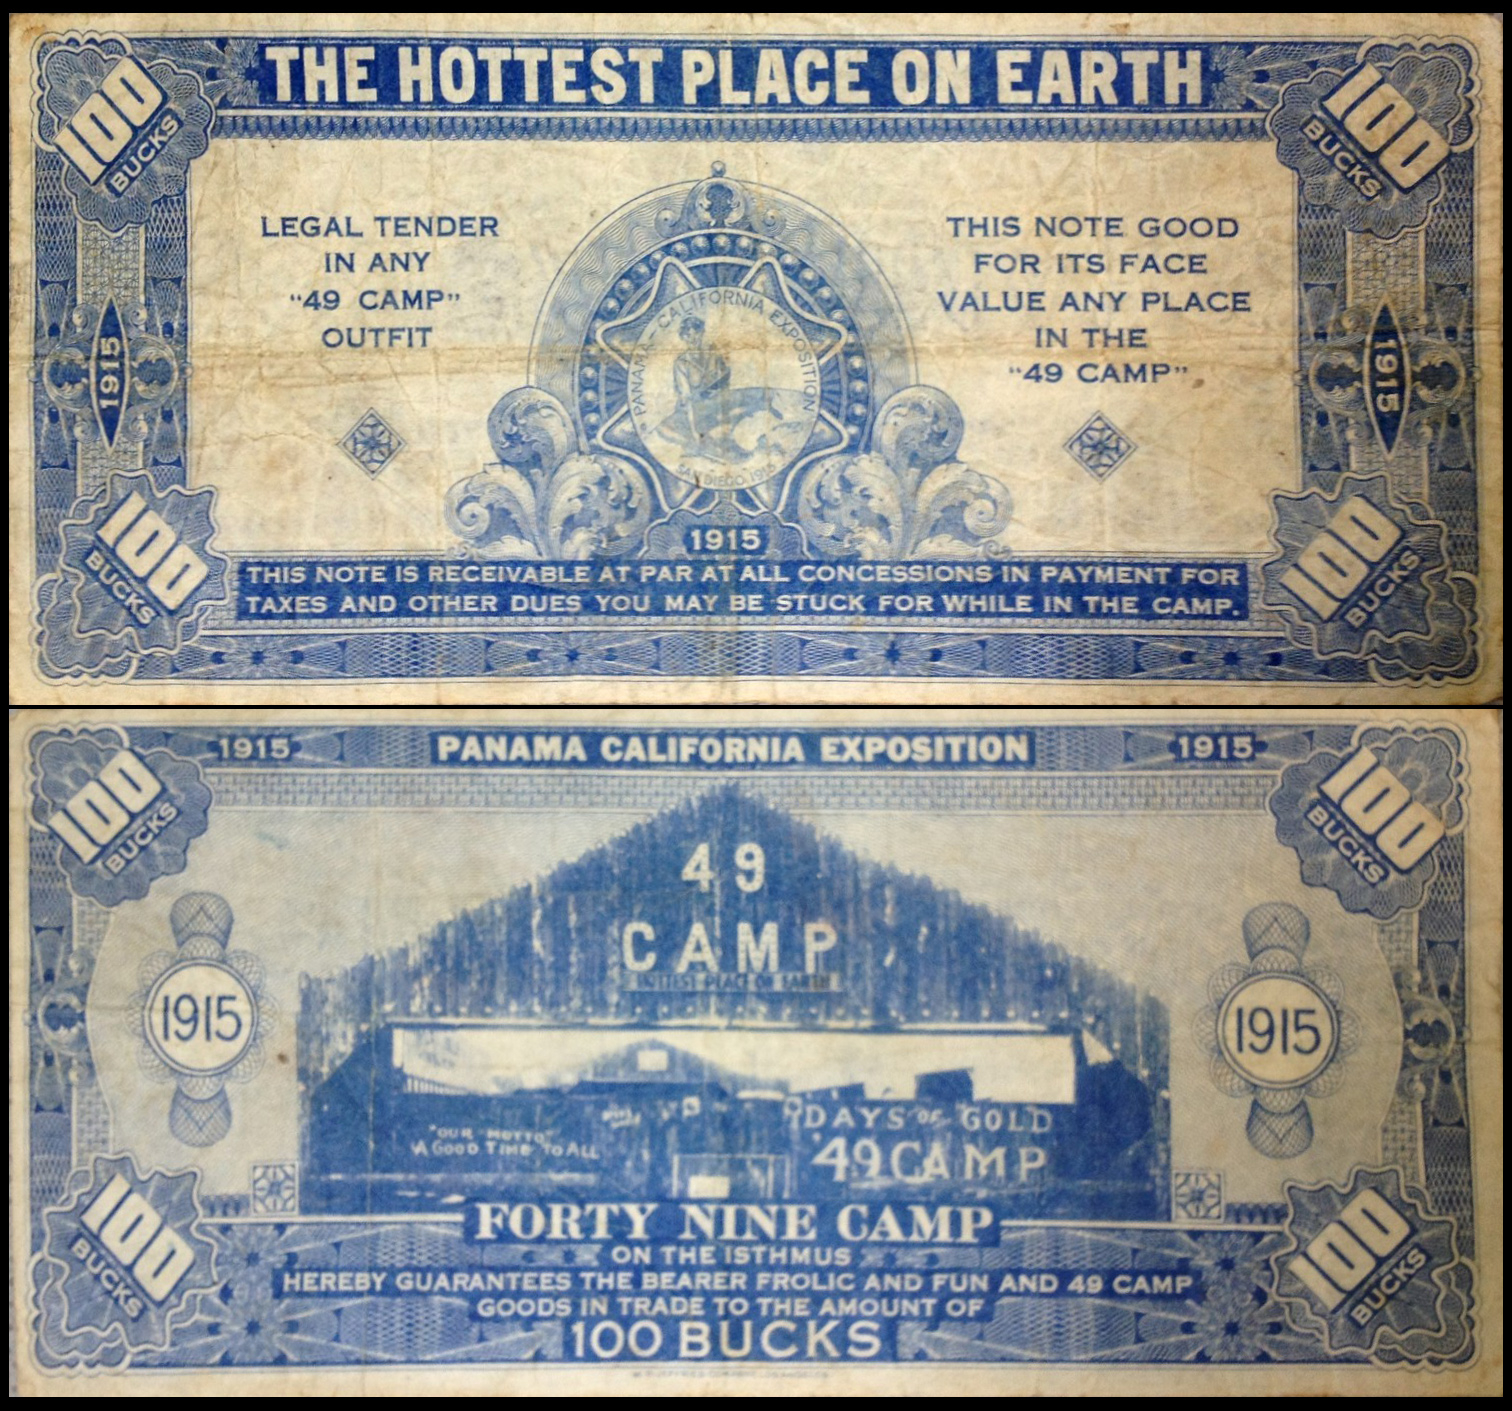 THE HOTTEST PLACE ON EARTH
100
BUCKS
100
BUCKS
LEGAL TENDER
IN ANY
"49 CAMP"
OUTFIT
THIS NOTE GOOD
FOR ITS FACE
VALUE ANY PLACE
IN THE
"49 CAMP"
PANAMA-CALIFORNIA EXPOSITION
SAN DIEGO 1915
1915
1915
1915
100
BUCKS
100
BUCKS
THIS NOTE IS RECEIVABLE AT PAR AT ALL CONCESSIONS IN PAYMENT FOR
TAXES AND OTHER DUES YOU MAY BE STUCK FOR WHILE IN THE CAMP.
100
BUCKS
1915
PANAMA CALIFORNIA EXPOSITION
1915
100
BUCKS
49
CAMP
HOTTEST PLACE ON EARTH
1915
1915
"OUR MOTTO"
A GOOD TIME TO ALL
DAYS OF GOLD
'49 CAMP
100
BUCKS
100
BUCKS
FORTY NINE CAMP
ON THE ISTHMUS
HEREBY GUARANTEES THE BEARER FROLIC AND FUN AND 49 CAMP
GOODS IN TRADE TO THE AMOUNT OF
100 BUCKS